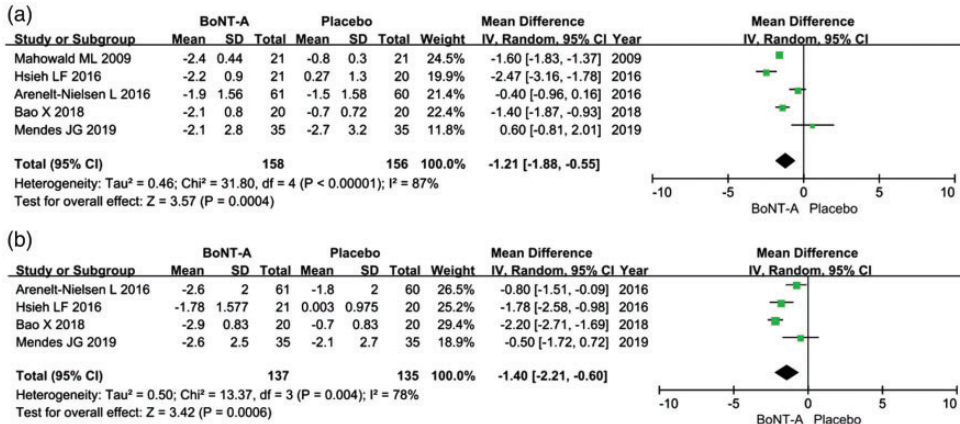 (a)
BoNT-A Placebo Mean Difference Mean Difference
Study or Subgroup Mean SD Total Mean SD Total Weight IV, Random, 95% CI Year IV, Random, 95% CI
Mahowald ML 2009 -2.4 0.44 21 -0.8 0.3 21 24.5% -1.60 [-1.83, -1.37] 2009
Hsieh LF 2016 -2.2 0.9 21 0.27 1.3 20 19.9% -2.47 [-3.16, -1.78] 2016
Arenelt-Nielsen L 2016 -1.9 1.56 61 -1.5 1.58 60 21.4% -0.40 [-0.96, 0.16] 2016
Bao X 2018 -2.1 0.8 20 -0.7 0.72 20 22.4% -1.40 [-1.87, -0.93] 2018
Mendes JG 2019 -2.1 2.8 35 -2.7 3.2 35 11.8% 0.60 [-0.81, 2.01] 2019
Total (95% CI) 158 156 100.0% -1.21 [-1.88, -0.55]
Heterogeneity: Tau² = 0.46; Chi² = 31.80, df = 4 (P < 0.00001); I² = 87%
Test for overall effect: Z = 3.57 (P = 0.0004)
-10 -5 0 5 10
BoNT-A Placebo
(b)
BoNT-A Placebo Mean Difference Mean Difference
Study or Subgroup Mean SD Total Mean SD Total Weight IV, Random, 95% CI Year IV, Random, 95% CI
Arenelt-Nielsen L 2016 -2.6 2 61 -1.8 2 60 26.5% -0.80 [-1.51, -0.09] 2016
Hsieh LF 2016 -1.78 1.577 21 0.003 0.975 20 25.2% -1.78 [-2.58, -0.98] 2016
Bao X 2018 -2.9 0.83 20 -0.7 0.83 20 29.4% -2.20 [-2.71, -1.69] 2018
Mendes JG 2019 -2.6 2.5 35 -2.1 2.7 35 18.9% -0.50 [-1.72, 0.72] 2019
Total (95% CI) 137 135 100.0% -1.40 [-2.21, -0.60]
Heterogeneity: Tau² = 0.50; Chi² = 13.37, df = 3 (P = 0.004); I² = 78%
Test for overall effect: Z = 3.42 (P = 0.0006)
-10 -5 0 5 10
BoNT-A Placebo